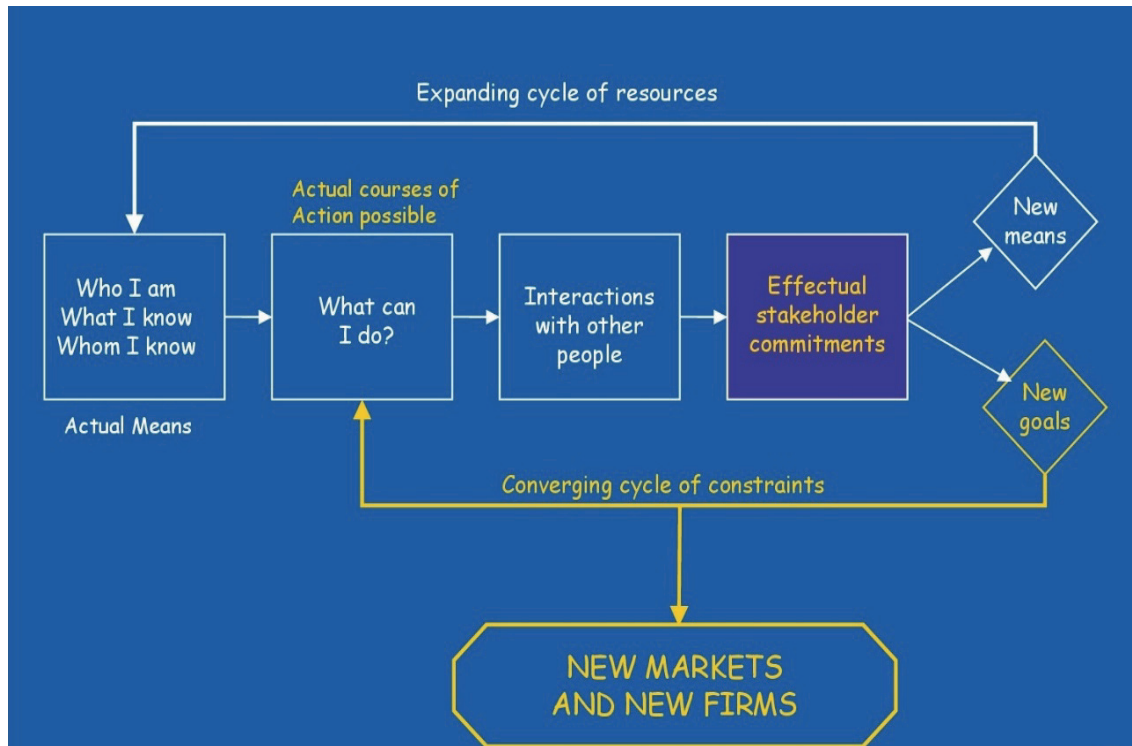 Expanding cycle of resources
Actual courses of
Action possible
Who I am
What I know
Whom I know
What can
I do?
Interactions
with other
people
Effectual
stakeholder
commitments
New
means
New
goals
Actual Means
Converging cycle of constraints
NEW MARKETS
AND NEW FIRMS